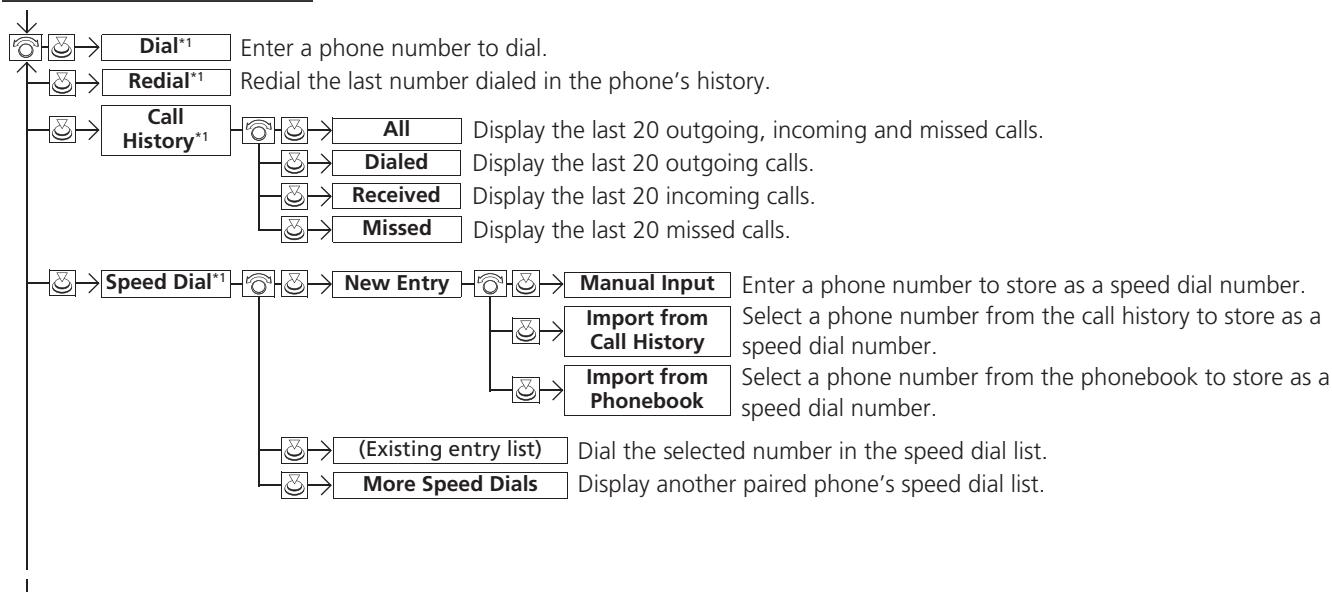 Dial*1 Enter a phone number to dial.
Redial*1 Redial the last number dialed in the phone’s history.
Call
History*1
All Display the last 20 outgoing, incoming and missed calls.
Dialed Display the last 20 outgoing calls.
Received Display the last 20 incoming calls.
Missed Display the last 20 missed calls.
Speed Dial*1 New Entry Manual Input Enter a phone number to store as a speed dial number.
Import from
Call History
Select a phone number from the call history to store as a
speed dial number.
Import from
Phonebook
Select a phone number from the phonebook to store as a
speed dial number.
(Existing entry list) Dial the selected number in the speed dial list.
More Speed Dials Display another paired phone’s speed dial list.